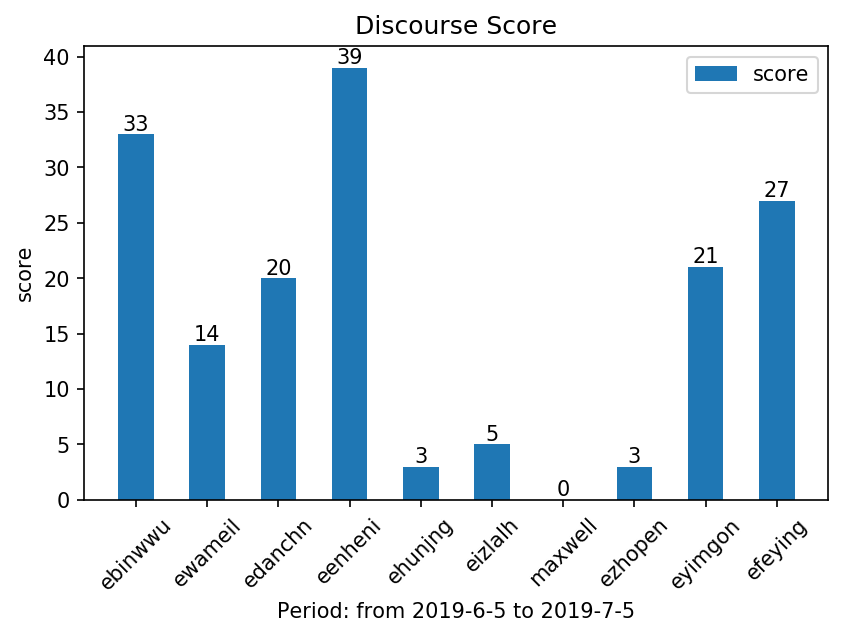 Discourse Score
score
40
35
30
25
20
15
10
5
0
score
33
14
20
39
3
5
0
3
21
27
ebinwwu
ewameil
edanchn
eenheni
ehunjng
eizlalh
maxwell
ezhopen
eyimgon
efeying
Period: from 2019-6-5 to 2019-7-5